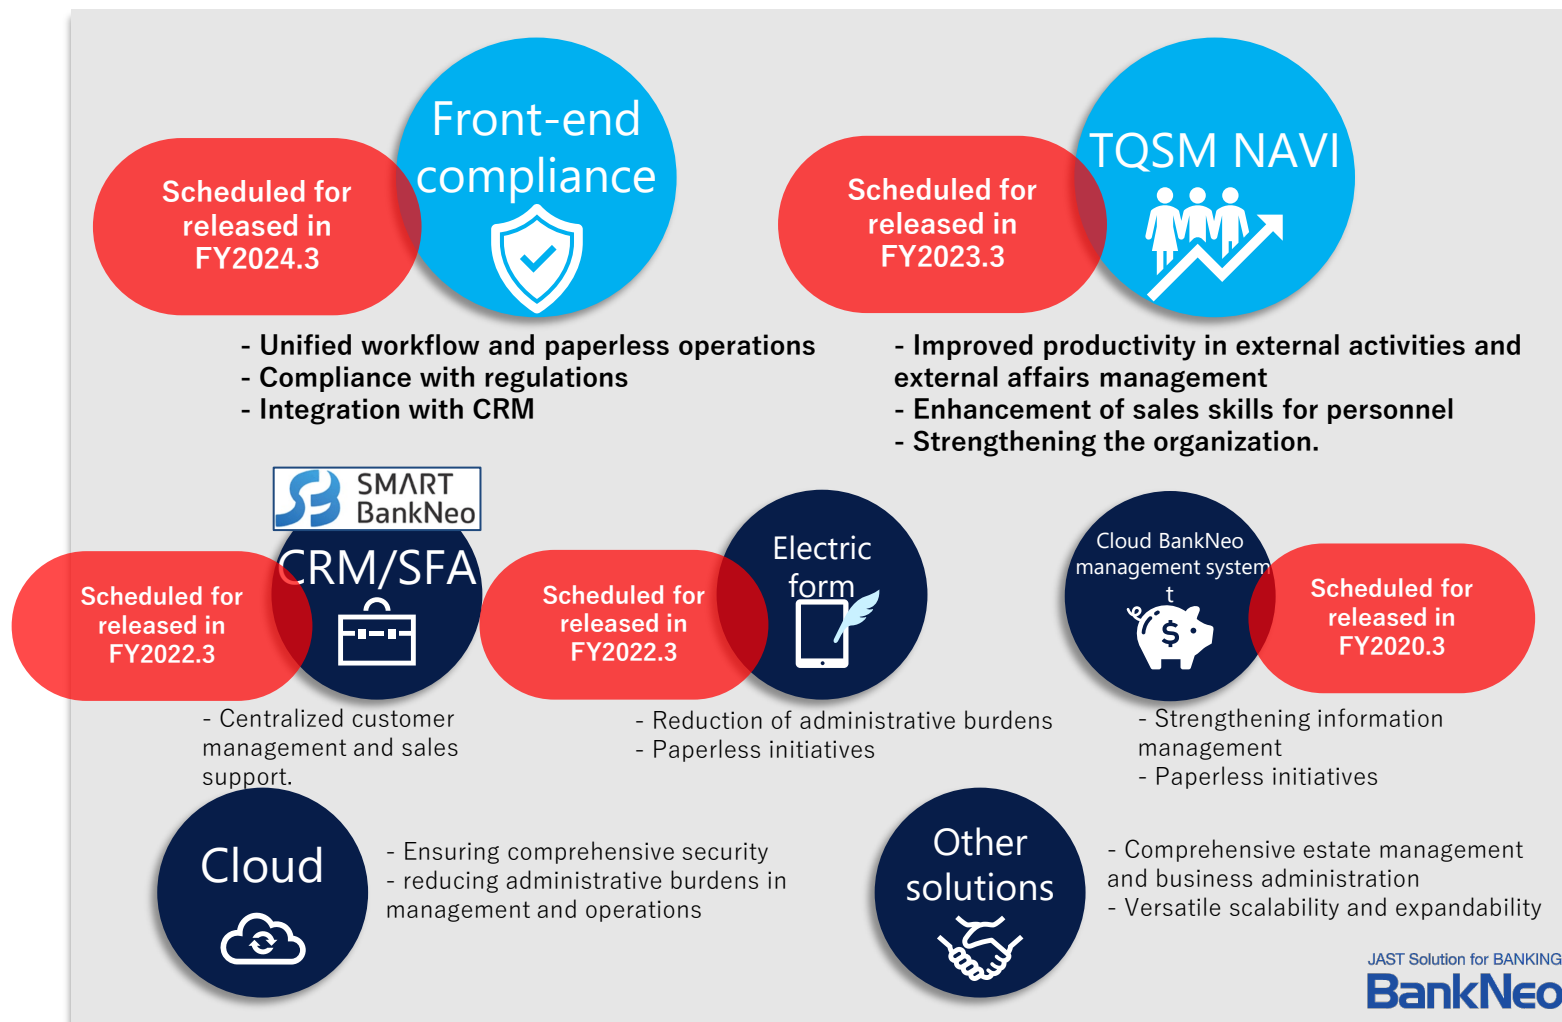 Front-end
compliance
Scheduled for
released in
FY2024.3
- Unified workflow and paperless operations
- Compliance with regulations
- Integration with CRM
TQSM NAVI
Scheduled for
released in
FY2023.3
- Improved productivity in external activities and
external affairs management
- Enhancement of sales skills for personnel
- Strengthening the organization.
SB SMΛRT
BankNeo
CRM/SFA
Scheduled for
released in
FY2022.3
- Centralized customer
management and sales
support.
Electric
form
Scheduled for
released in
FY2022.3
- Reduction of administrative burdens
- Paperless initiatives
Cloud BankNeo
management system
t
$
Scheduled for
released in
FY2020.3
- Strengthening information
management
- Paperless initiatives
Cloud
- Ensuring comprehensive security
- reducing administrative burdens in
management and operations
Other
solutions
- Comprehensive estate management
and business administration
- Versatile scalability and expandability
JAST Solution for BANKING
BankNeo